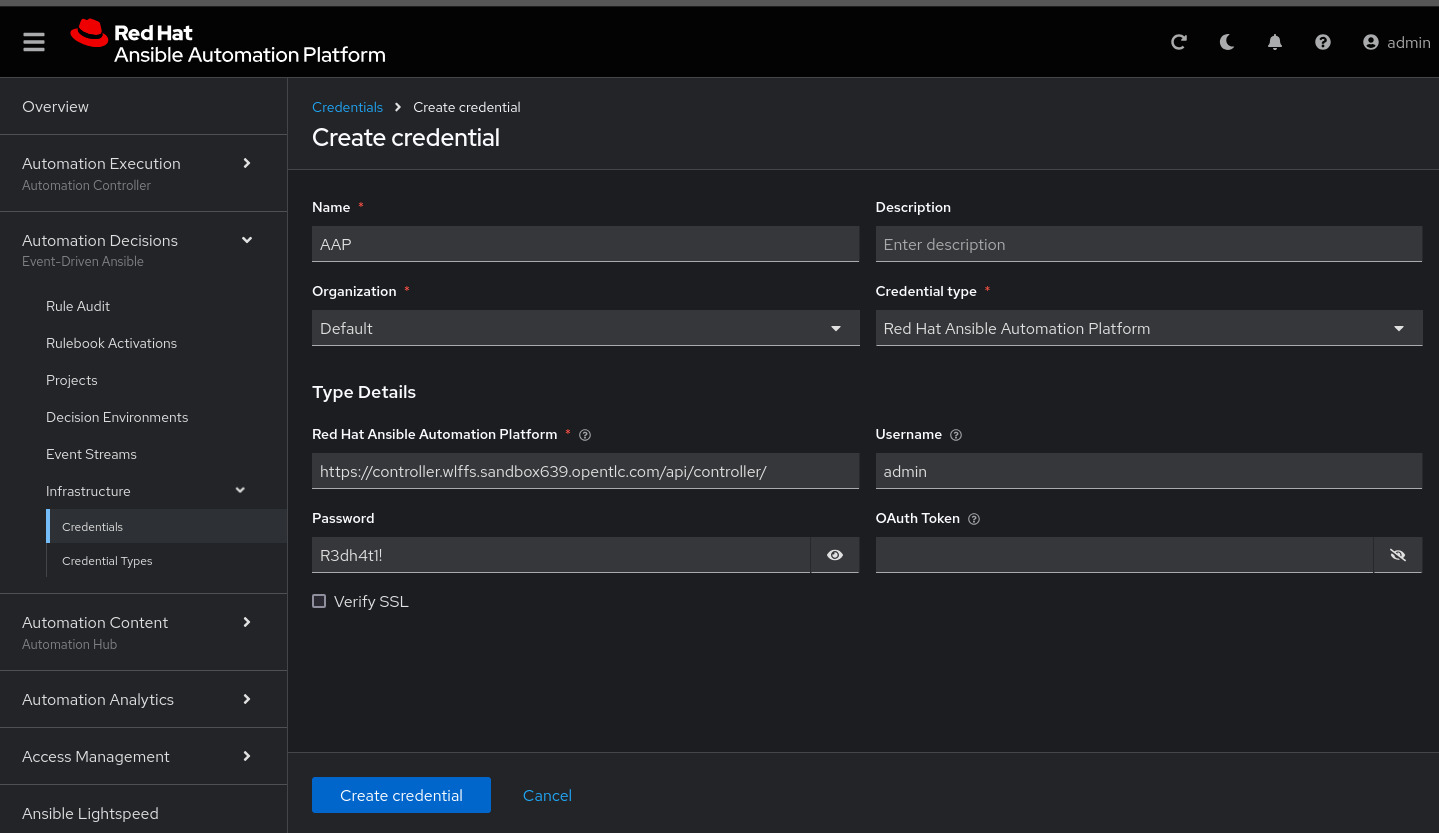 Red Hat
Ansible Automation Platform
admin
Overview
Automation Execution
Automation Controller
Automation Decisions
Event-Driven Ansible
Rule Audit
Rulebook Activations
Projects
Decision Environments
Event Streams
Infrastructure
Credentials
Credential Types
Automation Content
Automation Hub
Automation Analytics
Access Management
Ansible Lightspeed
Credentials > Create credential
Create credential
Name *
AAP
Description
Enter description
Organization *
Default
Credential type *
Red Hat Ansible Automation Platform
Type Details
Red Hat Ansible Automation Platform *
https://controller.wlffs.sandbox639.opentlc.com/api/controller/
Username
admin
Password
R3dh4t1!
OAuth Token
Verify SSL
Create credential Cancel